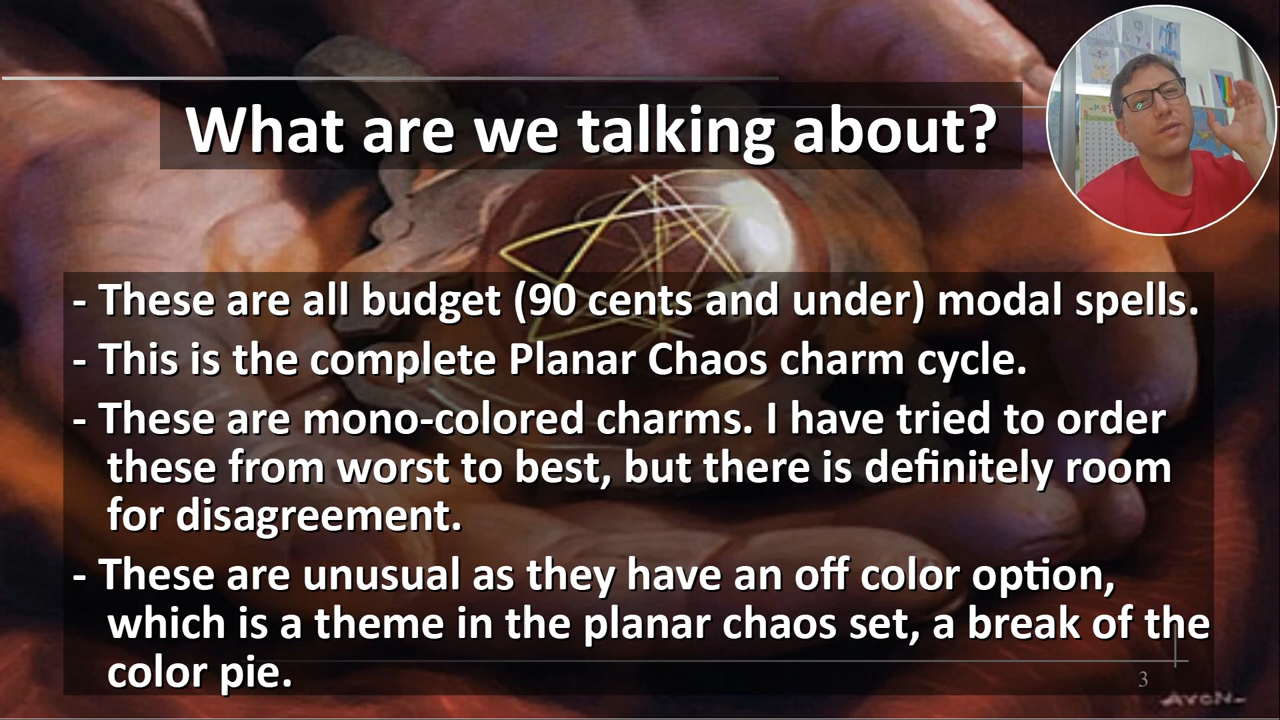 What are we talking about?
- These are all budget (90 cents and under) modal spells.
- This is the complete Planar Chaos charm cycle.
- These are mono-colored charms. I have tried to order
these from worst to best, but there is definitely room
for disagreement.
- These are unusual as they have an off color option,
which is a theme in the planar chaos set, a break of the
color pie.
3
AVON-